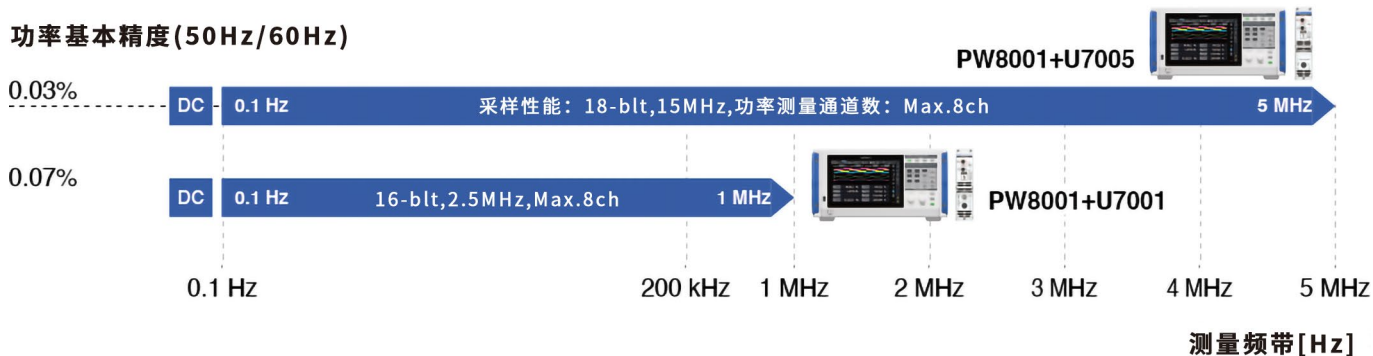 功率基本精度(50Hz/60Hz)
PW8001+U7005
0.03%
DC 0.1 Hz 采样性能：18-blt,15MHz,功率测量通道数：Max.8ch 5 MHz
0.07%
DC 0.1 Hz 16-blt,2.5MHz,Max.8ch 1 MHz
PW8001+U7001
0.1 Hz 200 kHz 1 MHz 2 MHz 3 MHz 4 MHz 5 MHz
测量频带[Hz]